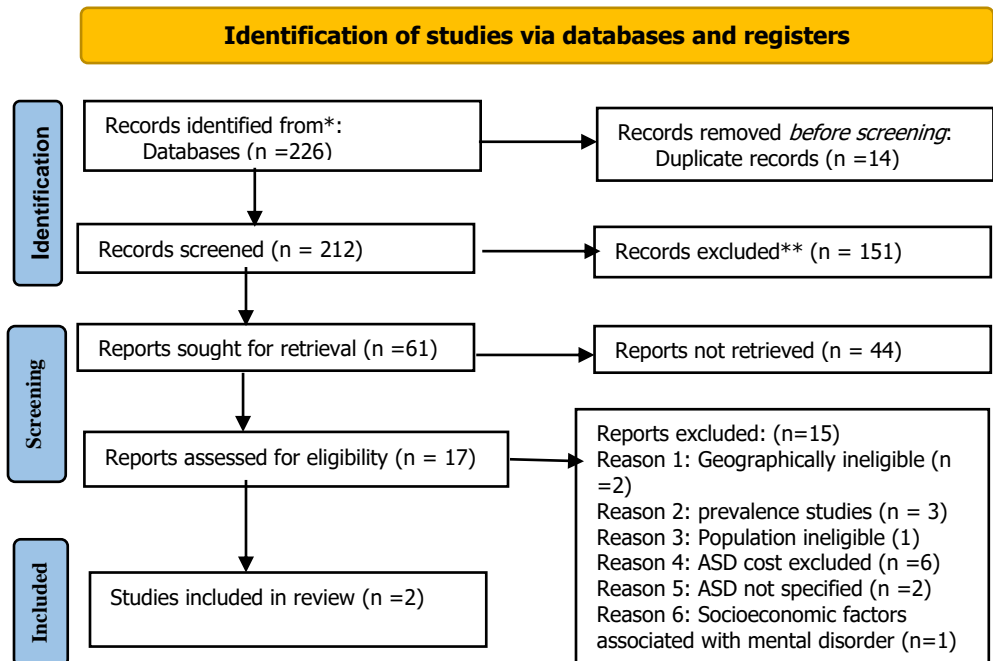 Identification of studies via databases and registers
Identification
Records identified from*:
Databases (n =226)
Records removed before screening:
Duplicate records (n =14)
Records screened (n = 212)
Records excluded** (n = 151)
Screening
Reports sought for retrieval (n =61)
Reports not retrieved (n = 44)
Reports assessed for eligibility (n = 17)
Reports excluded: (n=15)
Reason 1: Geographically ineligible (n
=2)
Reason 2: prevalence studies (n = 3)
Reason 3: Population ineligible (1)
Reason 4: ASD cost excluded (n =6)
Reason 5: ASD not specified (n =2)
Reason 6: Socioeconomic factors
associated with mental disorder (n=1)
Included
Studies included in review (n =2)